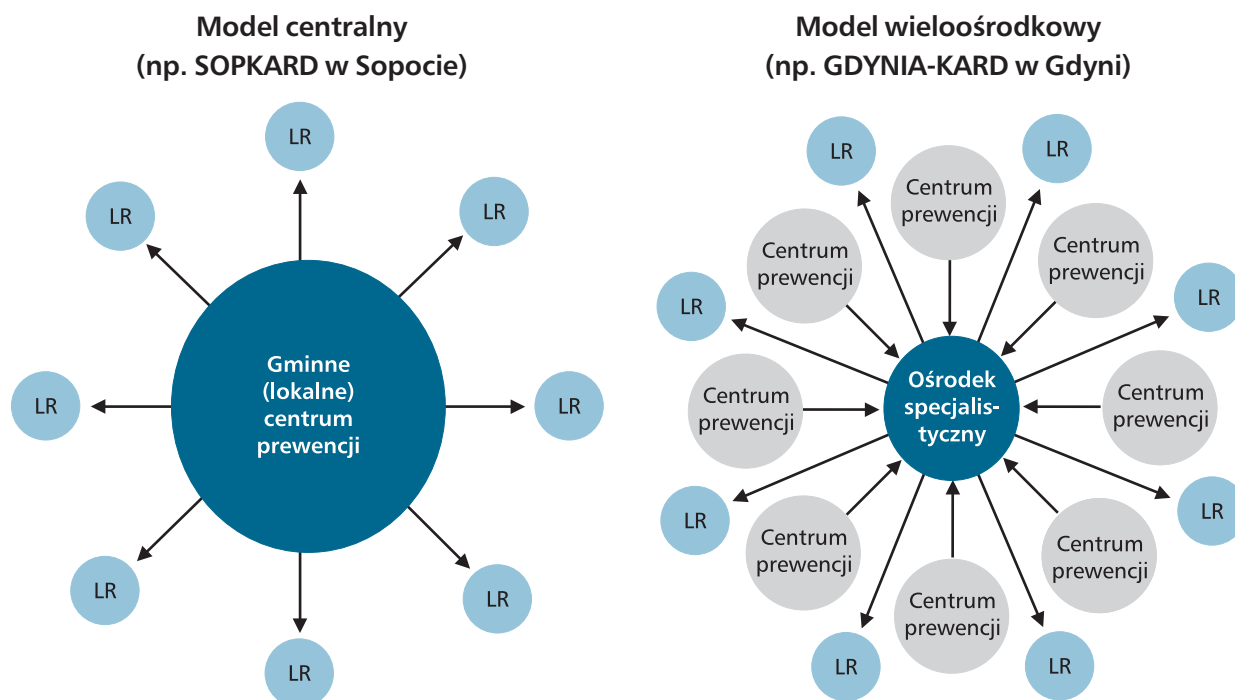 Model centralny
(np. SOPKARD w Sopocie)
LR
LR
LR
LR
Gminne
(lokalne)
centrum
prewencji
LR
LR
LR
LR
Model wieloośrodkowy
(np. GDYNIA-KARD w Gdyni)
LR
LR
Centrum
prewencji
Centrum
prewencji
Centrum
prewencji
LR
LR
Centrum
prewencji
Ośrodek
specjalis-
tyczny
Centrum
prewencji
LR
LR
Centrum
prewencji
Centrum
prewencji
Centrum
prewencji
LR
LR